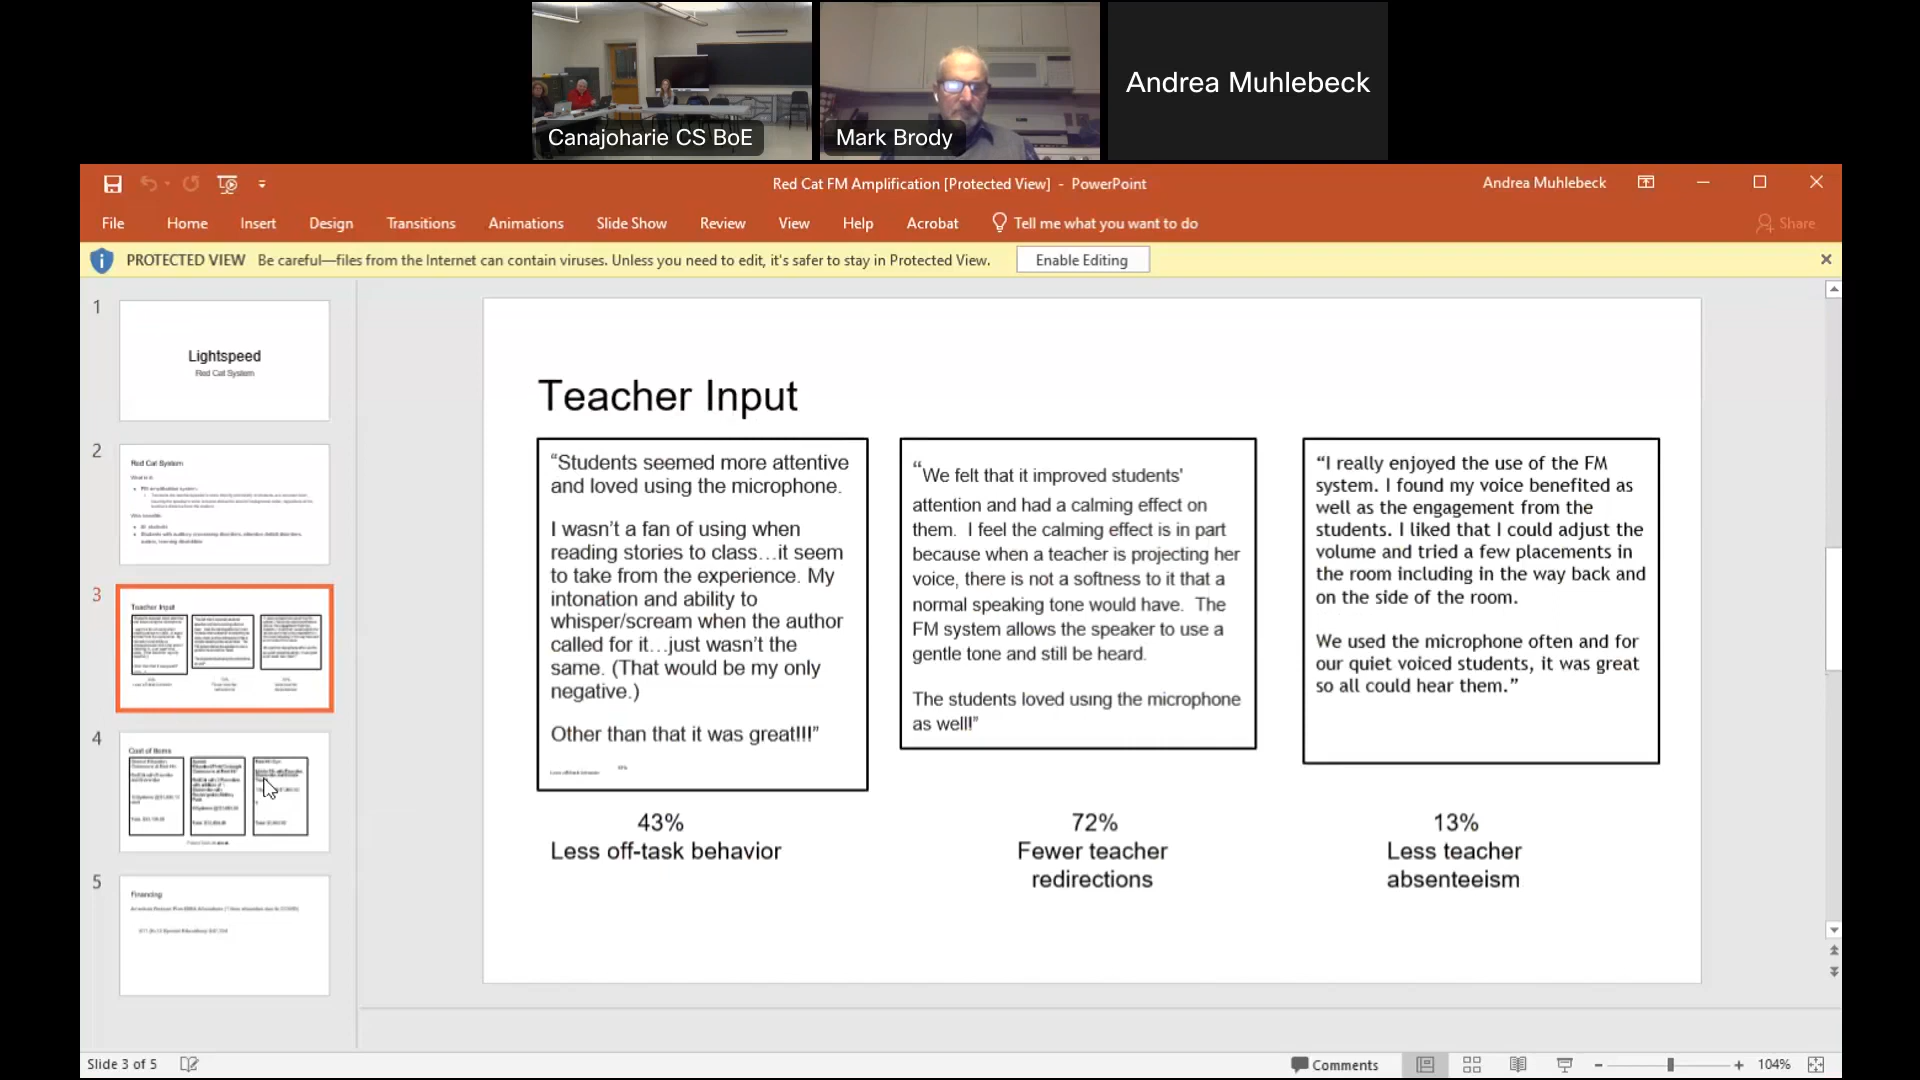 Canajoharie CS BoE
Mark Brody
Andrea Muhlebeck
Red Cat FM Amplification [Protected View] - PowerPoint
Andrea Muhlebeck
File Home Insert Design Transitions Animations Slide Show Review View Help Acrobat Tell me what you want to do Share
PROTECTED VIEW Be careful—files from the Internet can contain viruses. Unless you need to edit, it's safer to stay in Protected View. Enable Editing
1
Lightspeed
Red Cat System
2
Red Cat System
3
Teacher Input
4
Cost of Items
5
Financing
Teacher Input
“Students seemed more attentive
and loved using the microphone.
I wasn’t a fan of using when
reading stories to class…it seem
to take from the experience. My
intonation and ability to
whisper/scream when the author
called for it…just wasn’t the
same. (That would be my only
negative.)
Other than that it was great!!!”
Less off-task behavior
43%
Less off-task behavior
“We felt that it improved students'
attention and had a calming effect on
them. I feel the calming effect is in part
because when a teacher is projecting her
voice, there is not a softness to it that a
normal speaking tone would have. The
FM system allows the speaker to use a
gentle tone and still be heard.
The students loved using the microphone
as well!”
72%
Fewer teacher
redirections
“I really enjoyed the use of the FM
system. I found my voice benefited as
well as the engagement from the
students. I liked that I could adjust the
volume and tried a few placements in
the room including in the way back and
on the side of the room.
We used the microphone often and for
our quiet voiced students, it was great
so all could hear them.”
13%
Less teacher
absenteeism
Slide 3 of 5
Comments
104%